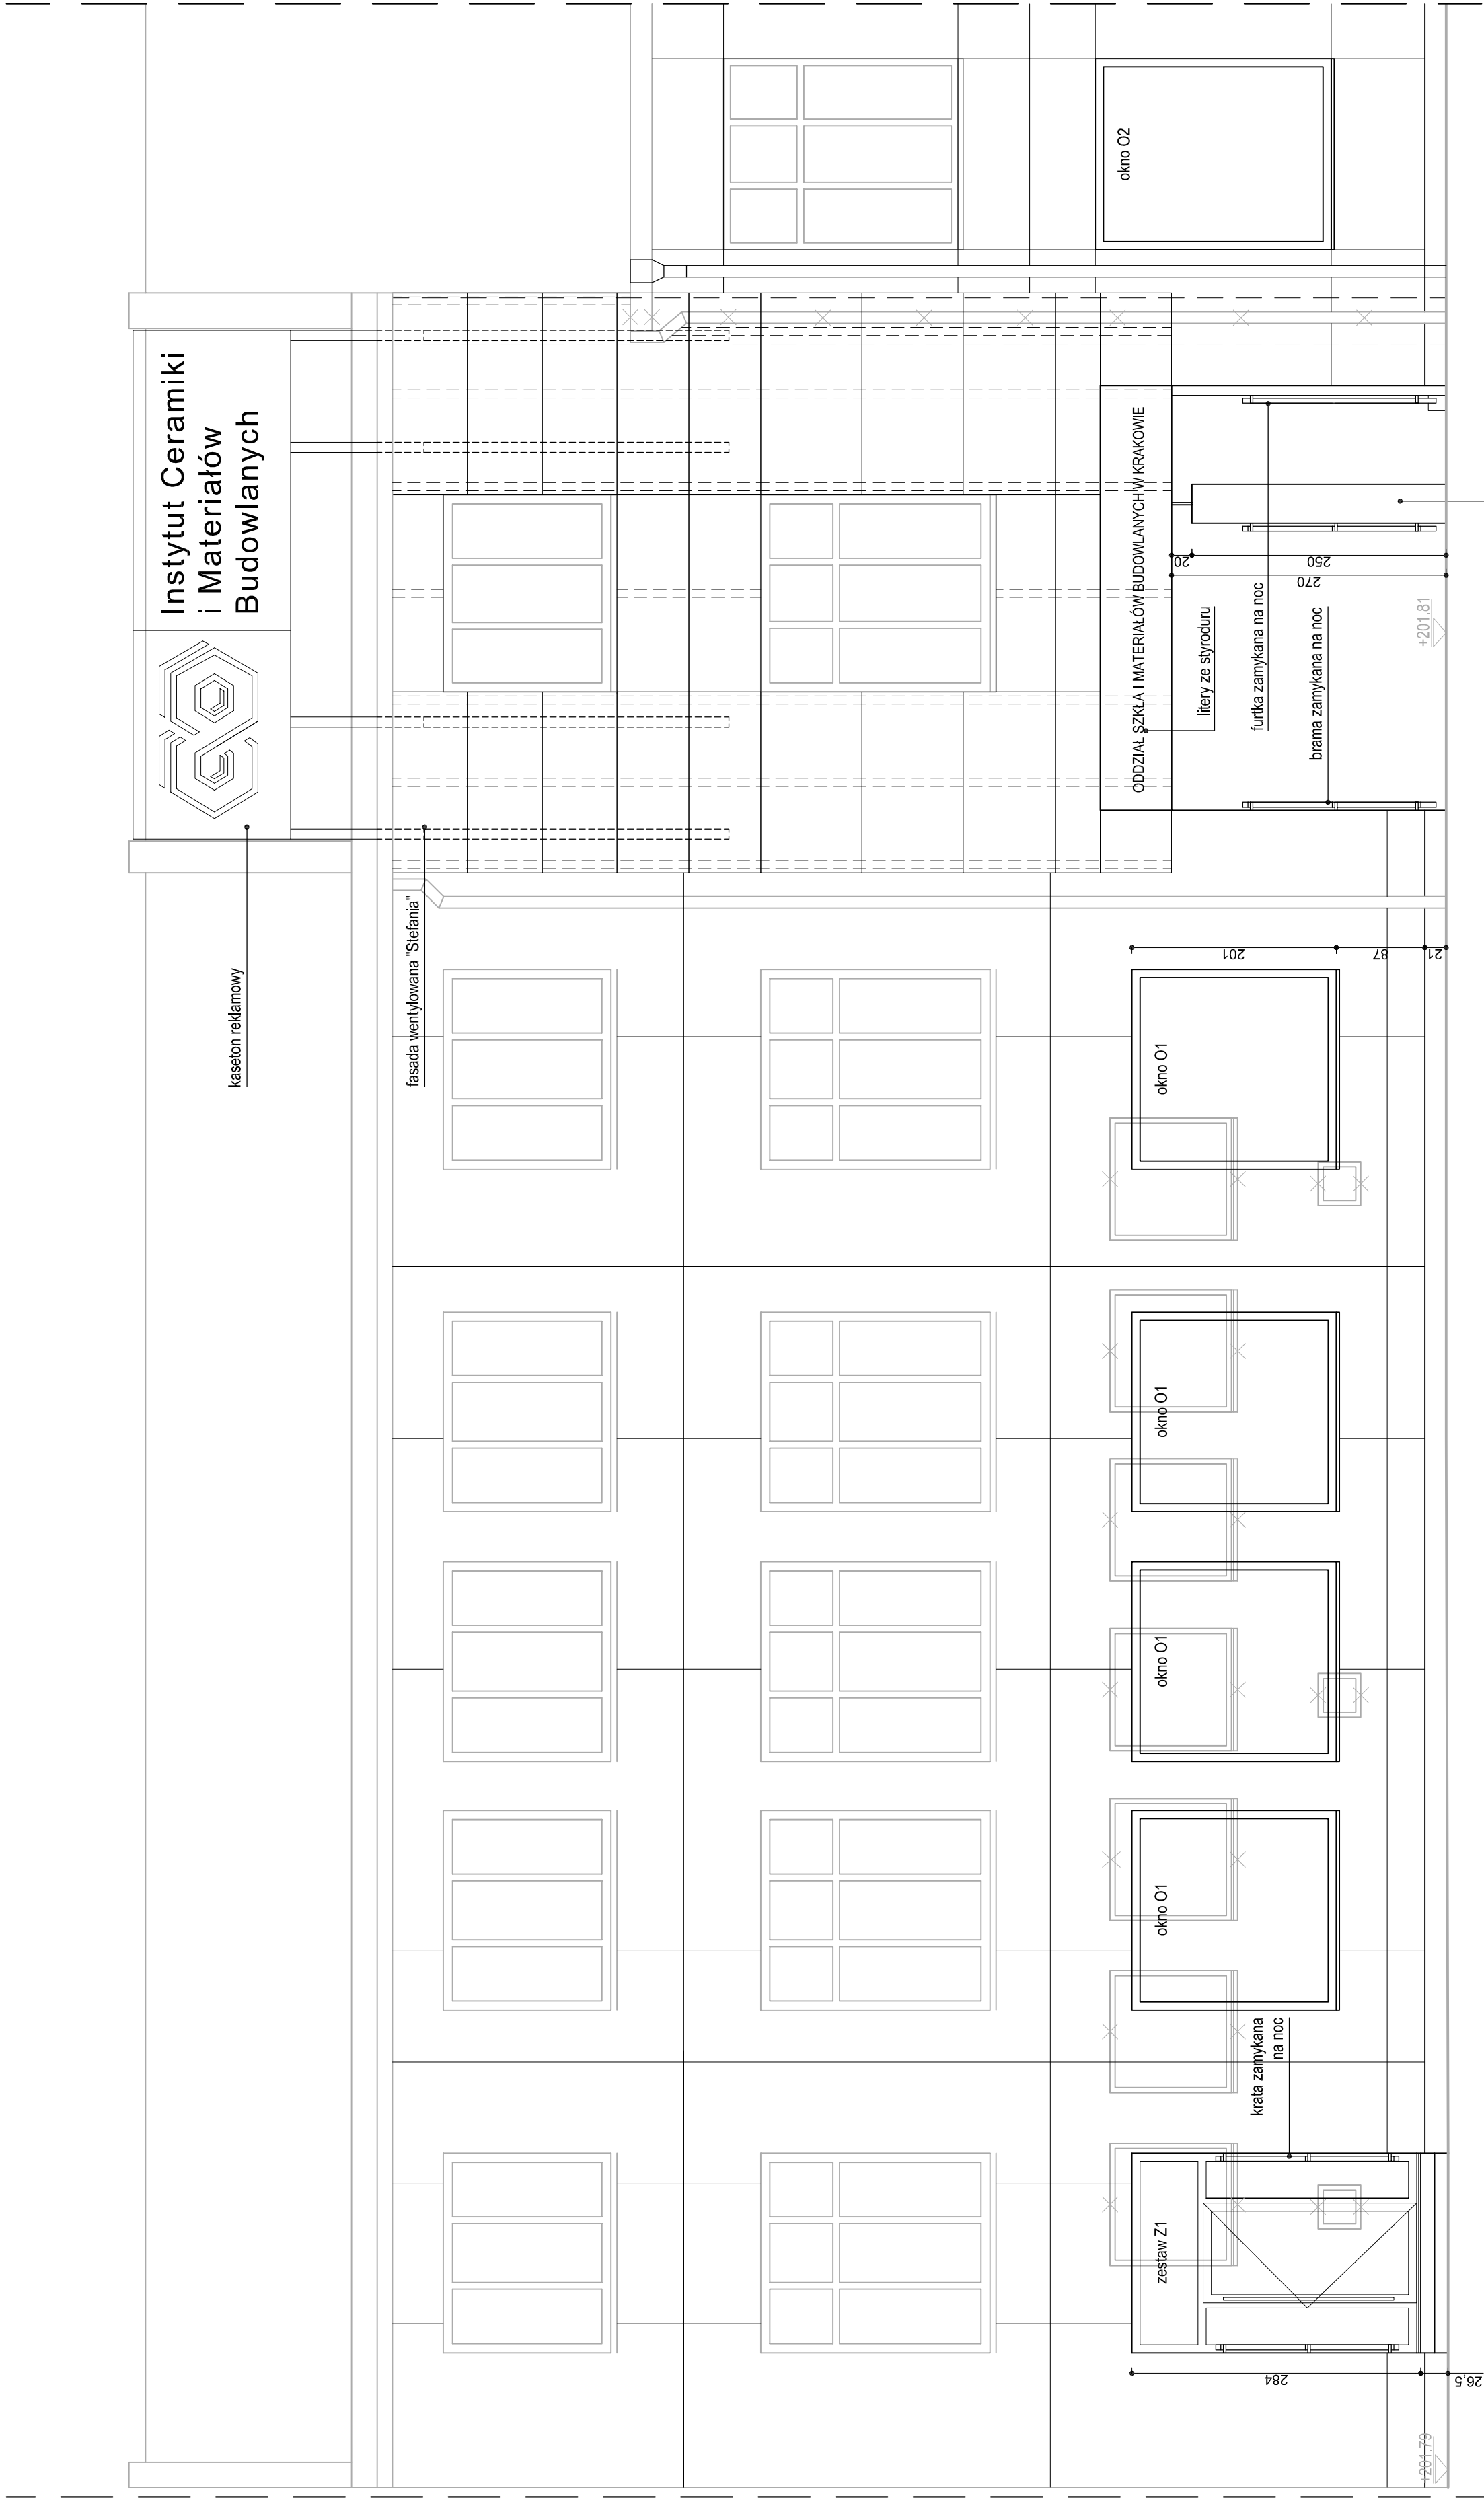 Instytut Ceramiki
i Materiałów
Budowlanych
kaseton reklamowy
fasada wentylowana "Stefania"
okno O2
ODDZIAŁ SZKŁA I MATERIAŁÓW BUDOWLANYCH W KRAKOWIE
litery ze styroduru
furtka zamykana na noc
brama zamykana na noc
20
250
270
+201.81
201
87
21
okno O1
okno O1
okno O1
okno O1
krata zamykana
na noc
zestaw Z1
284
26,5
+201.79